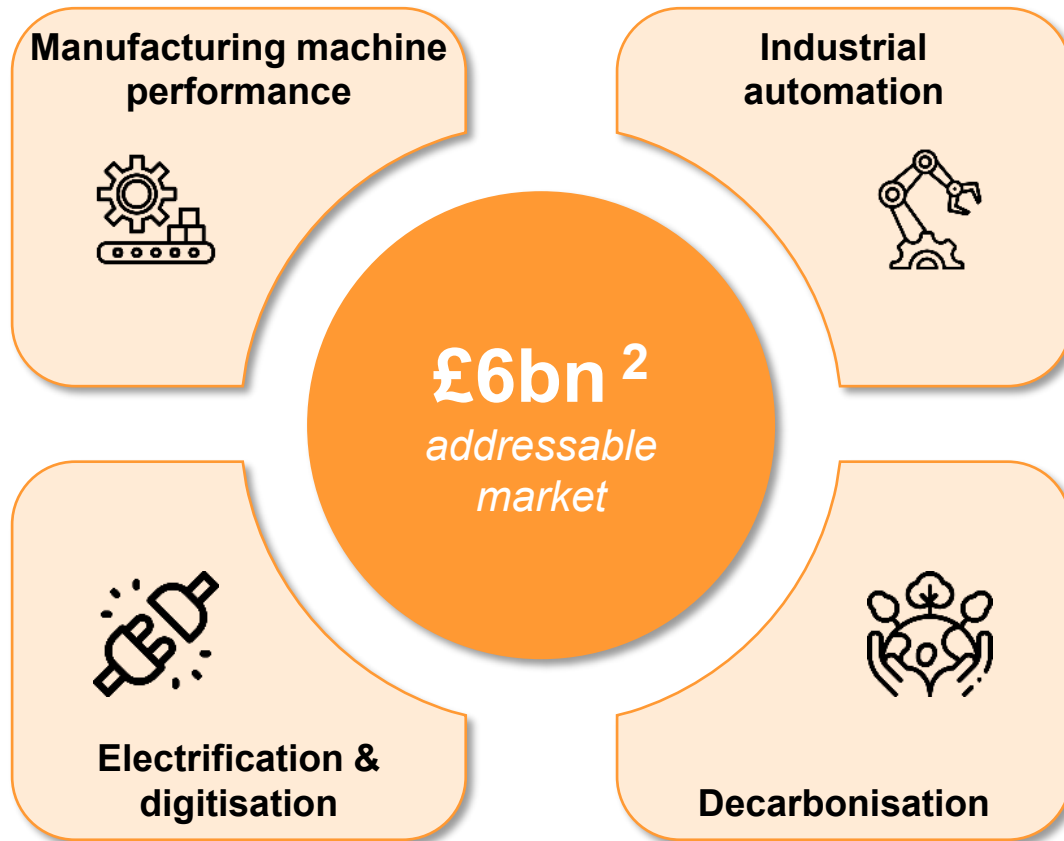 Manufacturing machine
performance
Industrial
automation
£6bn 2
addressable
market
Electrification &
digitisation
Decarbonisation